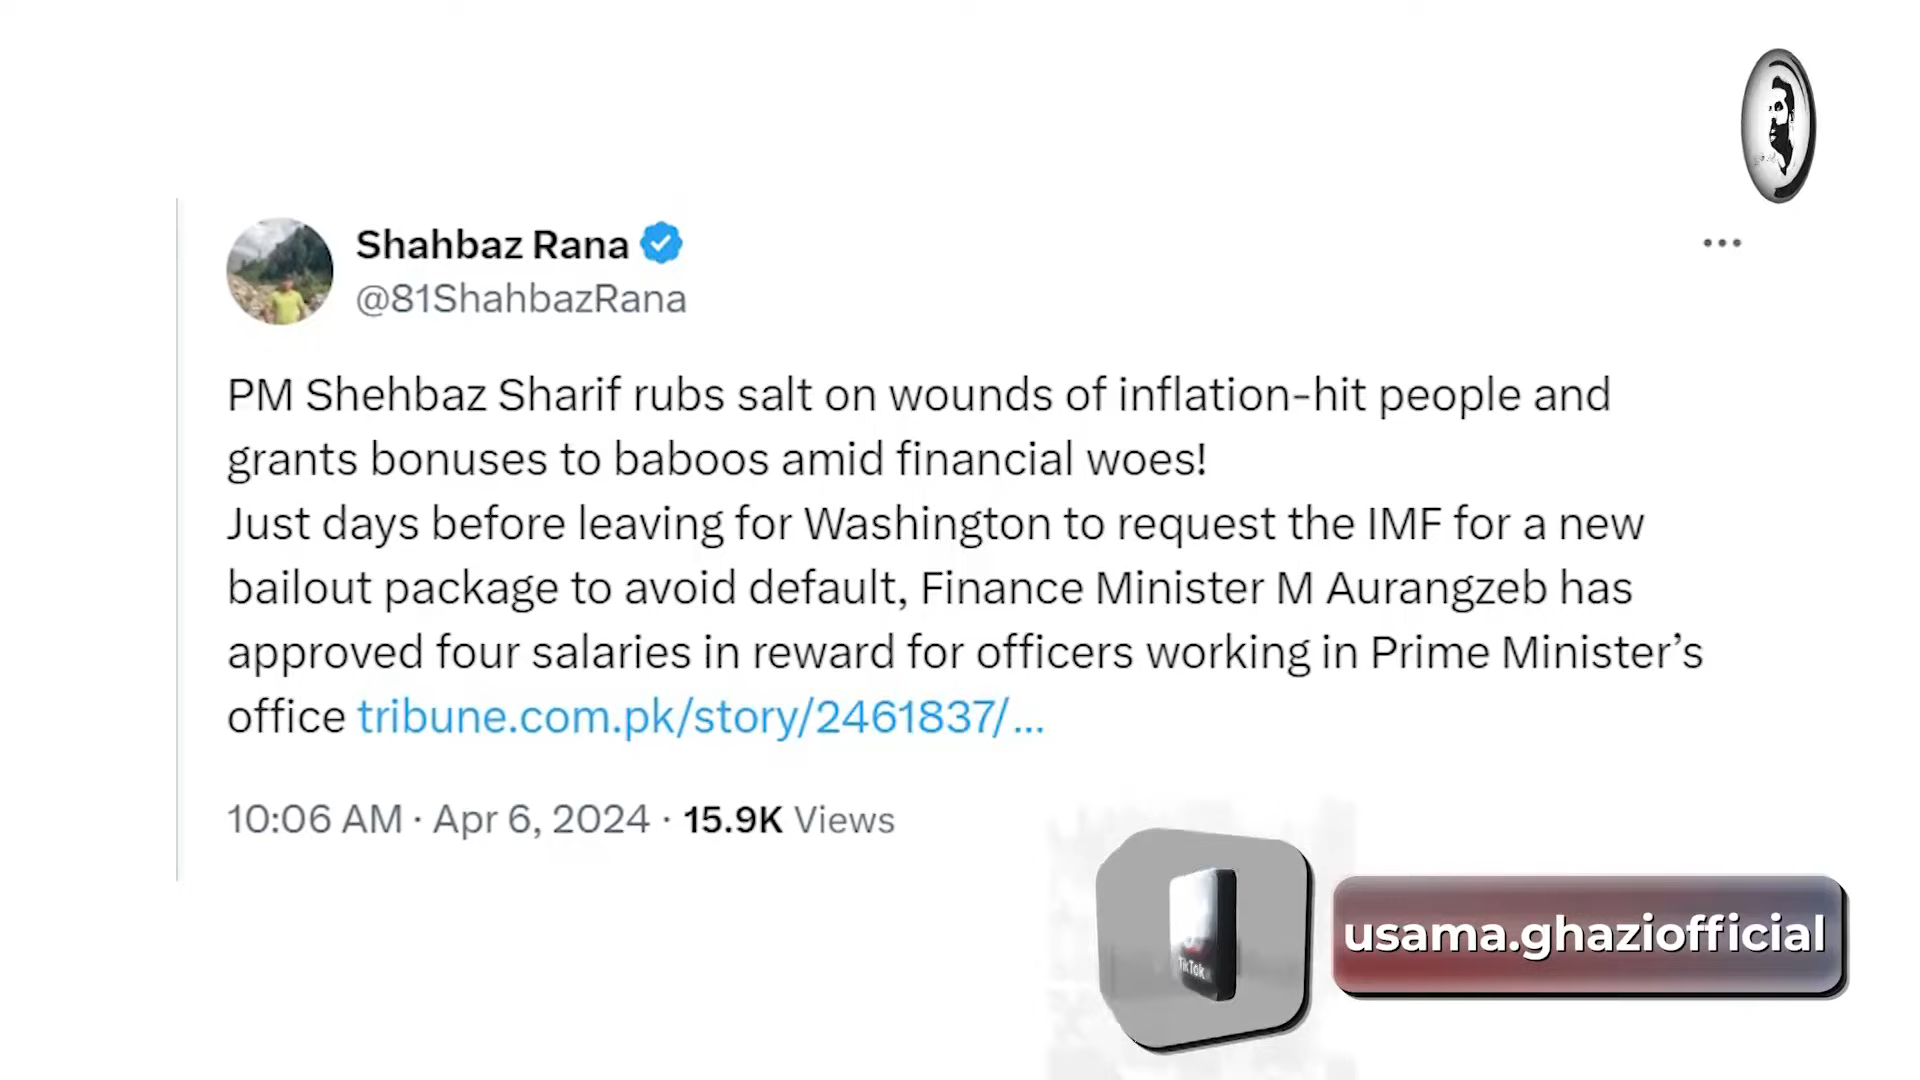 Shahbaz Rana
@81ShahbazRana
PM Shehbaz Sharif rubs salt on wounds of inflation-hit people and
grants bonuses to baboos amid financial woes!
Just days before leaving for Washington to request the IMF for a new
bailout package to avoid default, Finance Minister M Aurangzeb has
approved four salaries in reward for officers working in Prime Minister’s
office tribune.com.pk/story/2461837/...
10:06 AM · Apr 6, 2024 · 15.9K Views
TikTok
usama.ghaziofficial